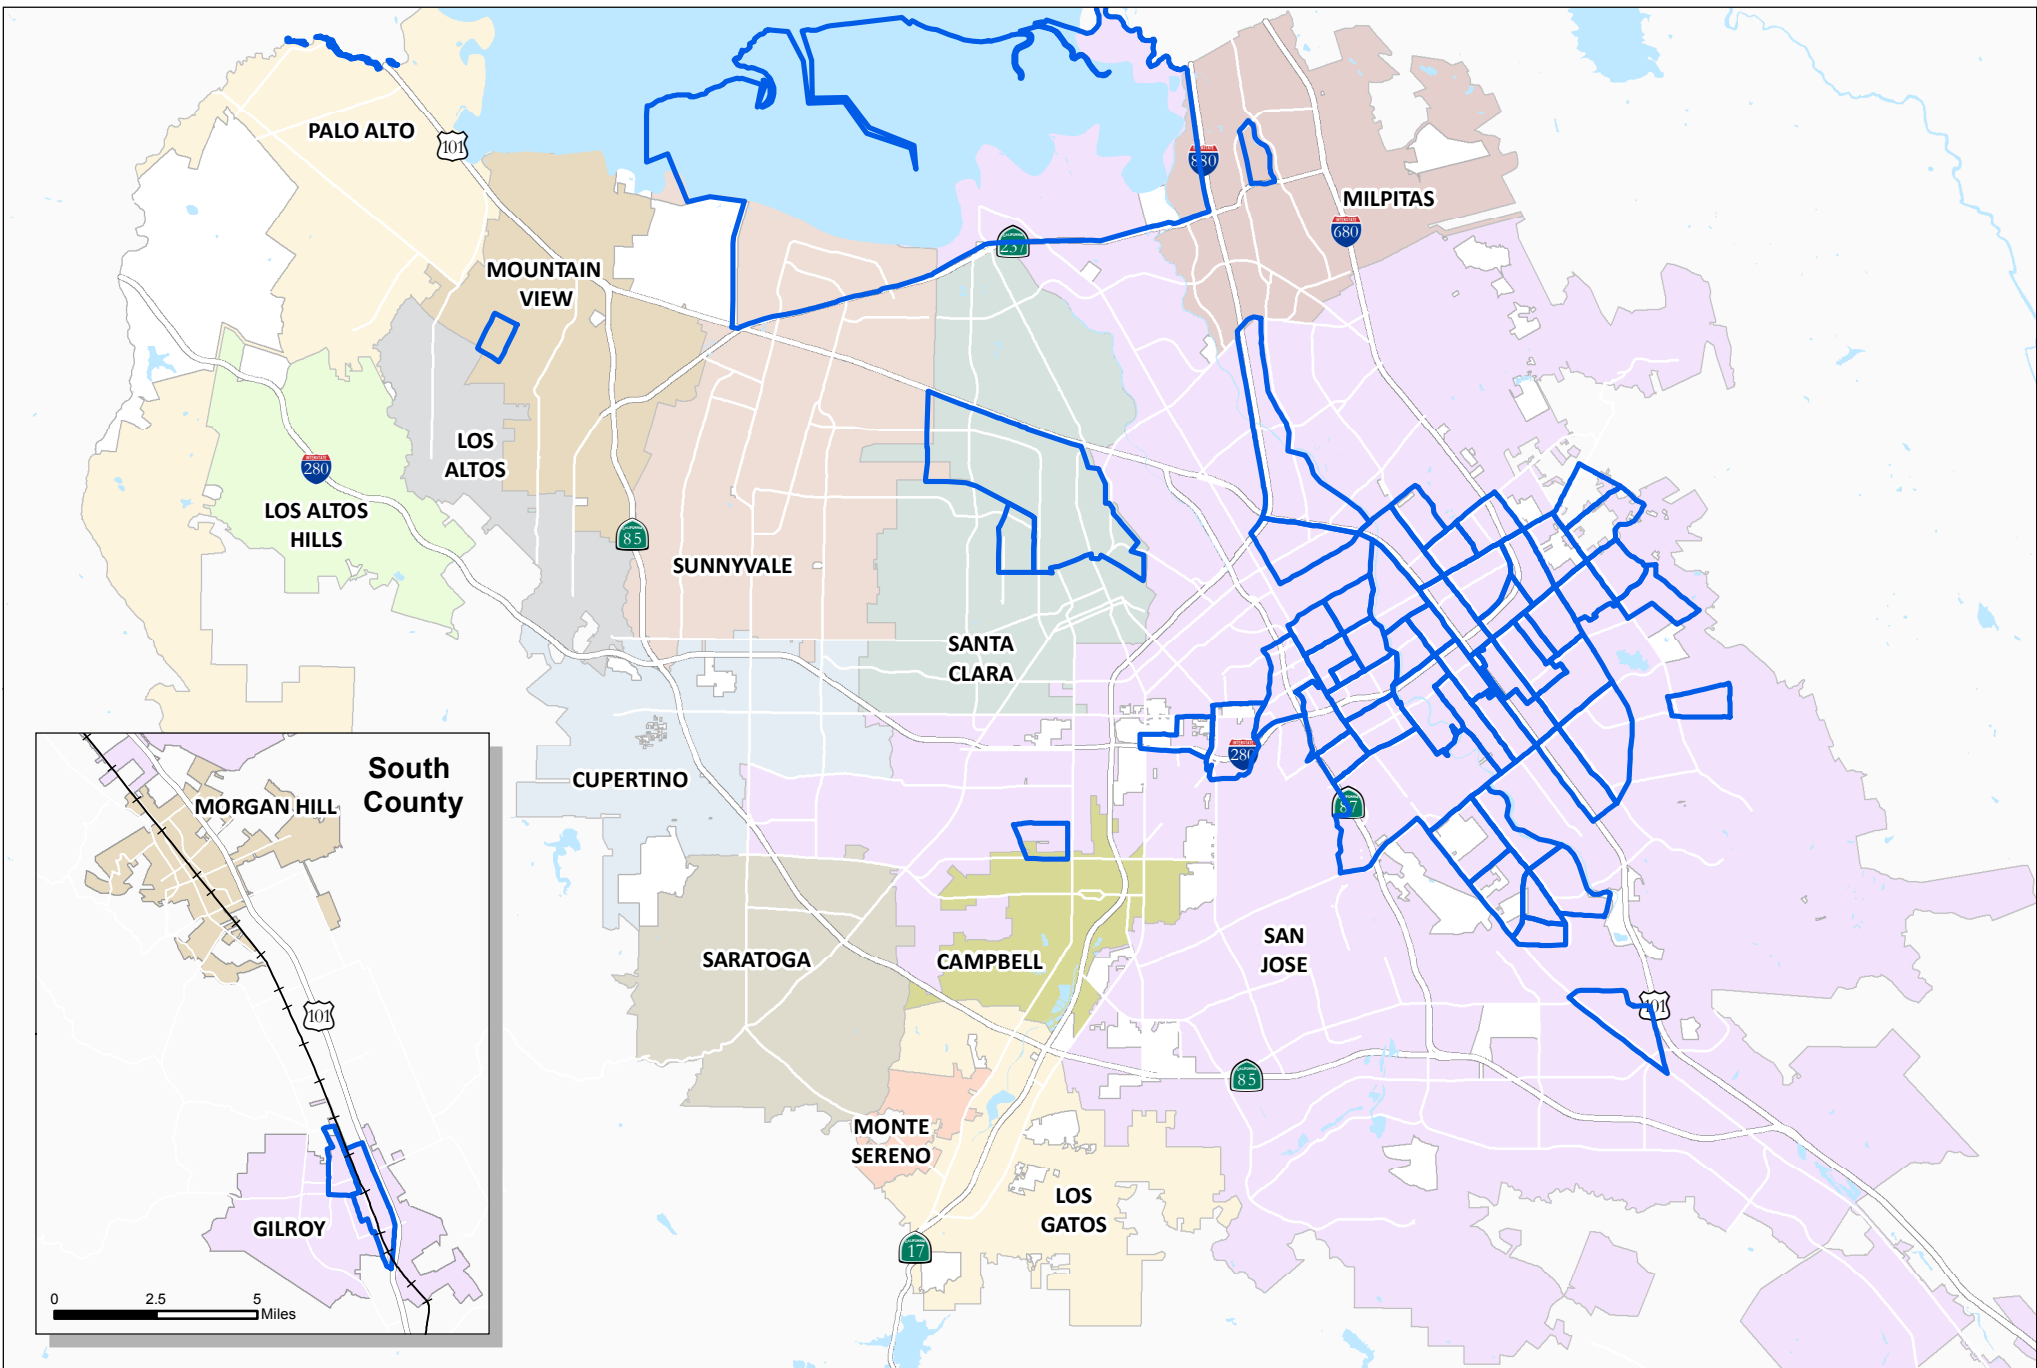 PALO ALTO
101
880
MILPITAS
680
237
MOUNTAIN
VIEW
LOS
ALTOS
280
LOS ALTOS
HILLS
85
SUNNYVALE
SANTA
CLARA
280
CUPERTINO
87
South
County
MORGAN HILL
101
GILROY
0 2.5 5
Miles
SARATOGA
CAMPBELL
SAN
JOSE
101
85
MONTE
SERENO
LOS
GATOS
17